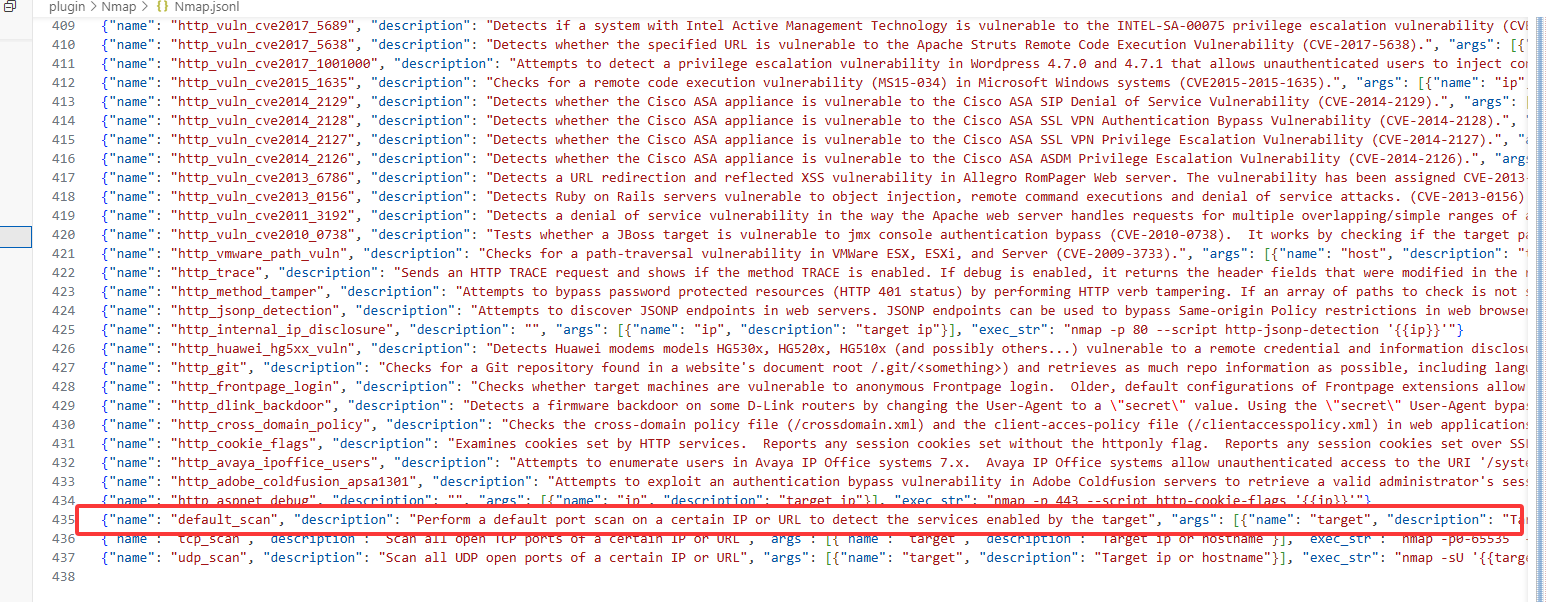 plugin > Nmap > {} Nmap.jsonl
409 {"name": "http_vuln_cve2017_5689", "description": "Detects if a system with Intel Active Management Technology is vulnerable to the INTEL-SA-00075 privilege escalation vulnerability (CVE
410 {"name": "http_vuln_cve2017_5638", "description": "Detects whether the specified URL is vulnerable to the Apache Struts Remote Code Execution Vulnerability (CVE-2017-5638).", "args": [{"
411 {"name": "http_vuln_cve2017_1001000", "description": "Attempts to detect a privilege escalation vulnerability in Wordpress 4.7.0 and 4.7.1 that allows unauthenticated users to inject con
412 {"name": "http_vuln_cve2015_1635", "description": "Checks for a remote code execution vulnerability (MS15-034) in Microsoft Windows systems (CVE2015-2015-1635).", "args": [{"name": "ip"
413 {"name": "http_vuln_cve2014_2129", "description": "Detects whether the Cisco ASA appliance is vulnerable to the Cisco ASA SIP Denial of Service Vulnerability (CVE-2014-2129).", "args": [
414 {"name": "http_vuln_cve2014_2128", "description": "Detects whether the Cisco ASA appliance is vulnerable to the Cisco ASA SSL VPN Authentication Bypass Vulnerability (CVE-2014-2128).", "
415 {"name": "http_vuln_cve2014_2127", "description": "Detects whether the Cisco ASA appliance is vulnerable to the Cisco ASA SSL VPN Privilege Escalation Vulnerability (CVE-2014-2127).", "a
416 {"name": "http_vuln_cve2014_2126", "description": "Detects whether the Cisco ASA appliance is vulnerable to the Cisco ASA ASDM Privilege Escalation Vulnerability (CVE-2014-2126).", "args
417 {"name": "http_vuln_cve2013_6786", "description": "Detects a URL redirection and reflected XSS vulnerability in Allegro RomPager Web server. The vulnerability has been assigned CVE-2013-
418 {"name": "http_vuln_cve2013_0156", "description": "Detects Ruby on Rails servers vulnerable to object injection, remote command executions and denial of service attacks. (CVE-2013-0156)
419 {"name": "http_vuln_cve2011_3192", "description": "Detects a denial of service vulnerability in the way the Apache web server handles requests for multiple overlapping/simple ranges of a
420 {"name": "http_vuln_cve2010_0738", "description": "Tests whether a JBoss target is vulnerable to jmx console authentication bypass (CVE-2010-0738).  It works by checking if the target pa
421 {"name": "http_vmware_path_vuln", "description": "Checks for a path-traversal vulnerability in VMWare ESX, ESXi, and Server (CVE-2009-3733).", "args": [{"name": "host", "description": "
422 {"name": "http_trace", "description": "Sends an HTTP TRACE request and shows if the method TRACE is enabled. If debug is enabled, it returns the header fields that were modified in the r
423 {"name": "http_method_tamper", "description": "Attempts to bypass password protected resources (HTTP 401 status) by performing HTTP verb tampering. If an array of paths to check is not s
424 {"name": "http_jsonp_detection", "description": "Attempts to discover JSONP endpoints in web servers. JSONP endpoints can be used to bypass Same-origin Policy restrictions in web browser
425 {"name": "http_internal_ip_disclosure", "description": "", "args": [{"name": "ip", "description": "target ip"}], "exec_str": "nmap -p 80 --script http-jsonp-detection '{{ip}}'"}
426 {"name": "http_huawei_hg5xx_vuln", "description": "Detects Huawei modems models HG530x, HG520x, HG510x (and possibly others...) vulnerable to a remote credential and information disclosu
427 {"name": "http_git", "description": "Checks for a Git repository found in a website's document root /.git/<something>) and retrieves as much repo information as possible, including langu
428 {"name": "http_frontpage_login", "description": "Checks whether target machines are vulnerable to anonymous Frontpage login.  Older, default configurations of Frontpage extensions allow
429 {"name": "http_dlink_backdoor", "description": "Detects a firmware backdoor on some D-Link routers by changing the User-Agent to a \"secret\" value. Using the \"secret\" User-Agent bypas
430 {"name": "http_cross_domain_policy", "description": "Checks the cross-domain policy file (/crossdomain.xml) and the client-acces-policy file (/clientaccesspolicy.xml) in web applications
431 {"name": "http_cookie_flags", "description": "Examines cookies set by HTTP services.  Reports any session cookies set without the httponly flag.  Reports any session cookies set over SSL
432 {"name": "http_avaya_ipoffice_users", "description": "Attempts to enumerate users in Avaya IP Office systems 7.x.  Avaya IP Office systems allow unauthenticated access to the URI '/syste
433 {"name": "http_adobe_coldfusion_apsa1301", "description": "Attempts to exploit an authentication bypass vulnerability in Adobe Coldfusion servers to retrieve a valid administrator's sess
434 {"name": "http_aspnet_debug", "description": "", "args": [{"name": "ip", "description": "target ip"}], "exec_str": "nmap -p 443 --script http-cookie-flags '{{ip}}'"}
435 {"name": "default_scan", "description": "Perform a default port scan on a certain IP or URL to detect the services enabled by the target", "args": [{"name": "target", "description": "Ta
436 {"name": "tcp_scan", "description": "Scan all open TCP ports of a certain IP or URL", "args": [{"name": "target", "description": "Target ip or hostname"}], "exec_str": "nmap -p0-65535
437 {"name": "udp_scan", "description": "Scan all UDP open ports of a certain IP or URL", "args": [{"name": "target", "description": "Target ip or hostname"}], "exec_str": "nmap -sU '{{targe
438